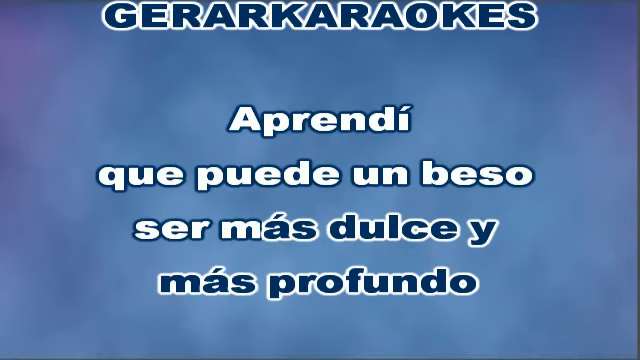 GERARKARAOKES
Aprendí
que puede un beso
ser más dulce y
más profundo